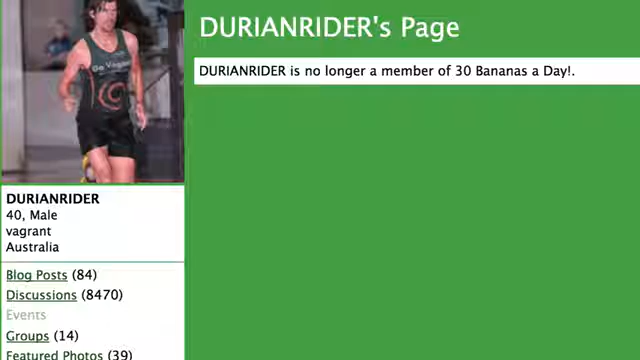 DURIANRIDER's Page
DURIANRIDER is no longer a member of 30 Bananas a Day!.
Go Vegan
DURIANRIDER
40, Male
vagrant
Australia
Blog Posts (84)
Discussions (8470)
Events
Groups (14)
Featured Photos (39)